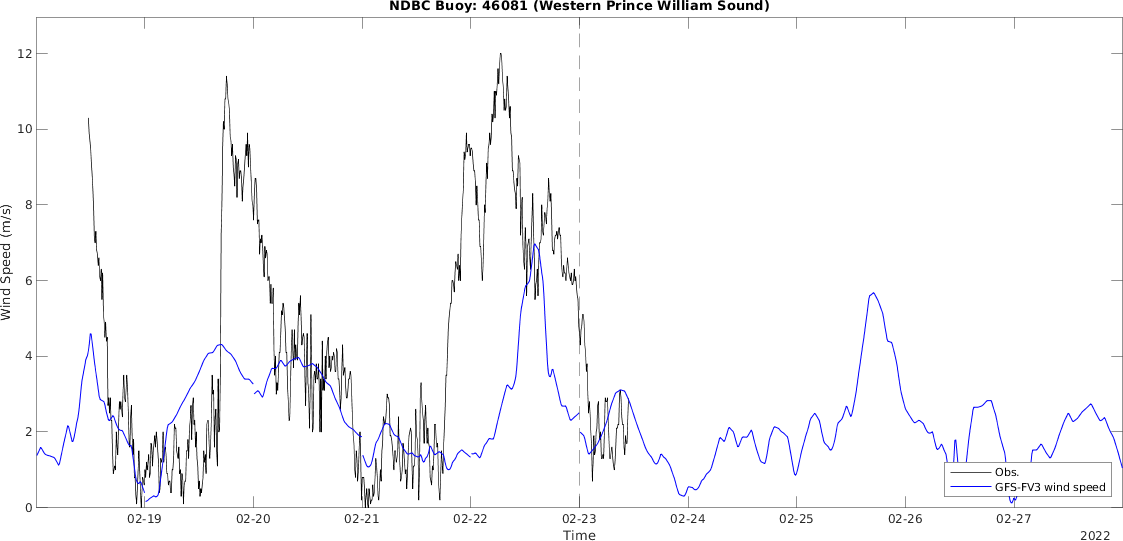 NDBC Buoy: 46081 (Western Prince William Sound)
Wind Speed (m/s)
12
10
8
6
4
2
0
Obs.
GFS-FV3 wind speed
02-19 02-20 02-21 02-22 02-23 02-24 02-25 02-26 02-27
Time
2022